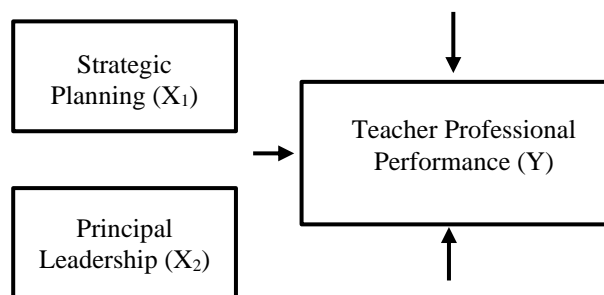 Strategic
Planning (X₁)
Teacher Professional
Performance (Y)
Principal
Leadership (X₂)